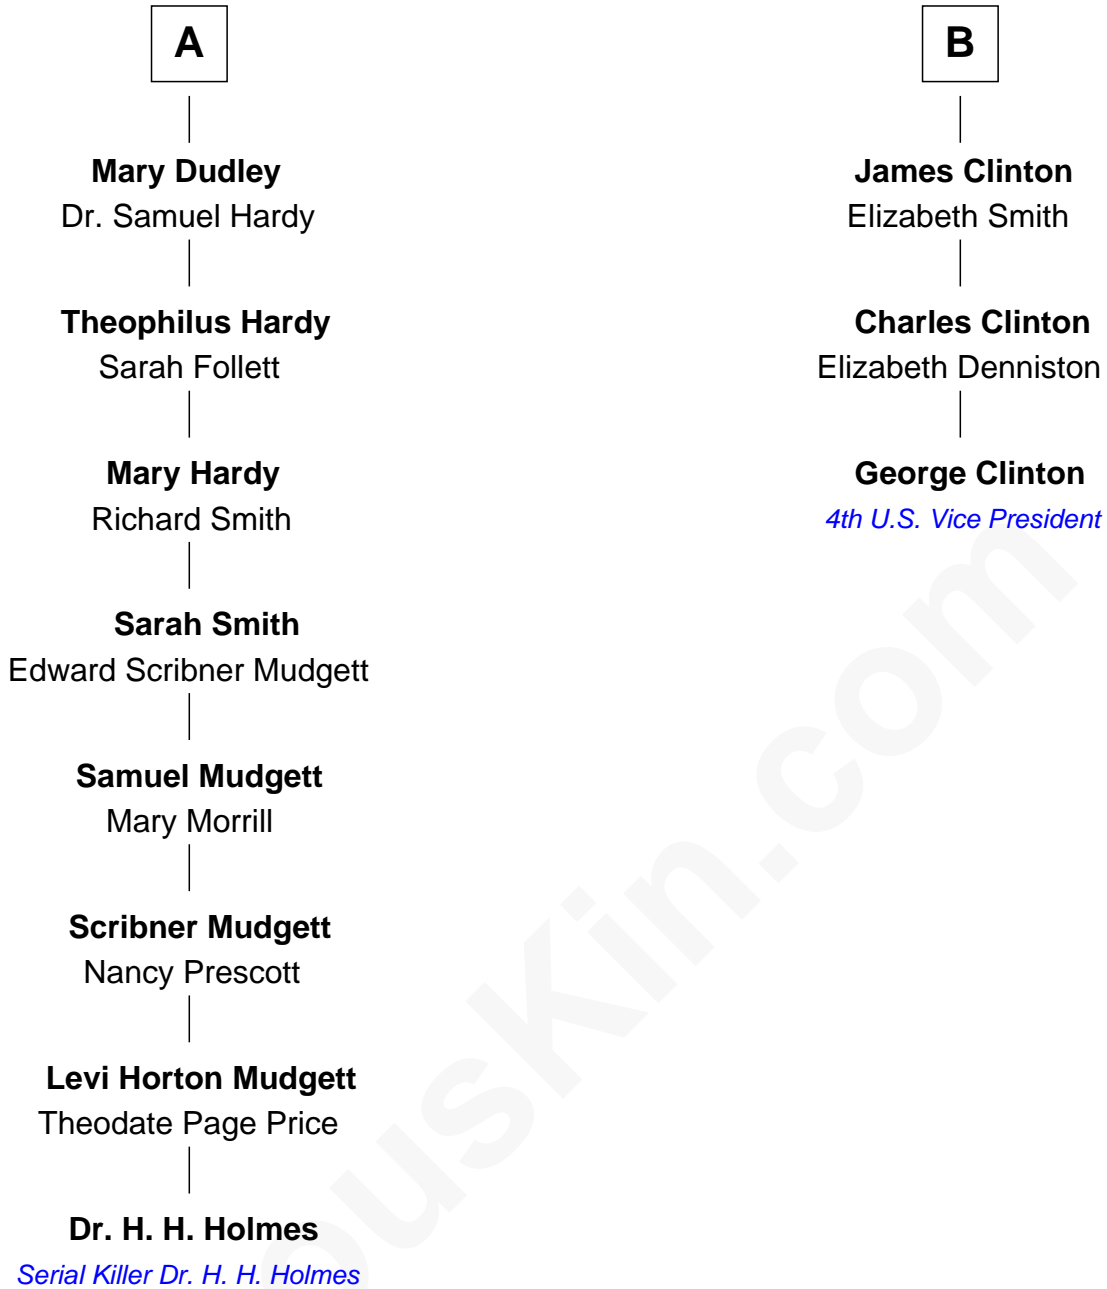 A
Mary Dudley
Dr. Samuel Hardy
Theophilus Hardy
Sarah Follett
Mary Hardy
Richard Smith
Sarah Smith
Edward Scribner Mudgett
Samuel Mudgett
Mary Morrill
Scribner Mudgett
Nancy Prescott
Levi Horton Mudgett
Theodate Page Price
Dr. H. H. Holmes
Serial Killer Dr. H. H. Holmes
B
James Clinton
Elizabeth Smith
Charles Clinton
Elizabeth Denniston
George Clinton
4th U.S. Vice President
ouskin.com